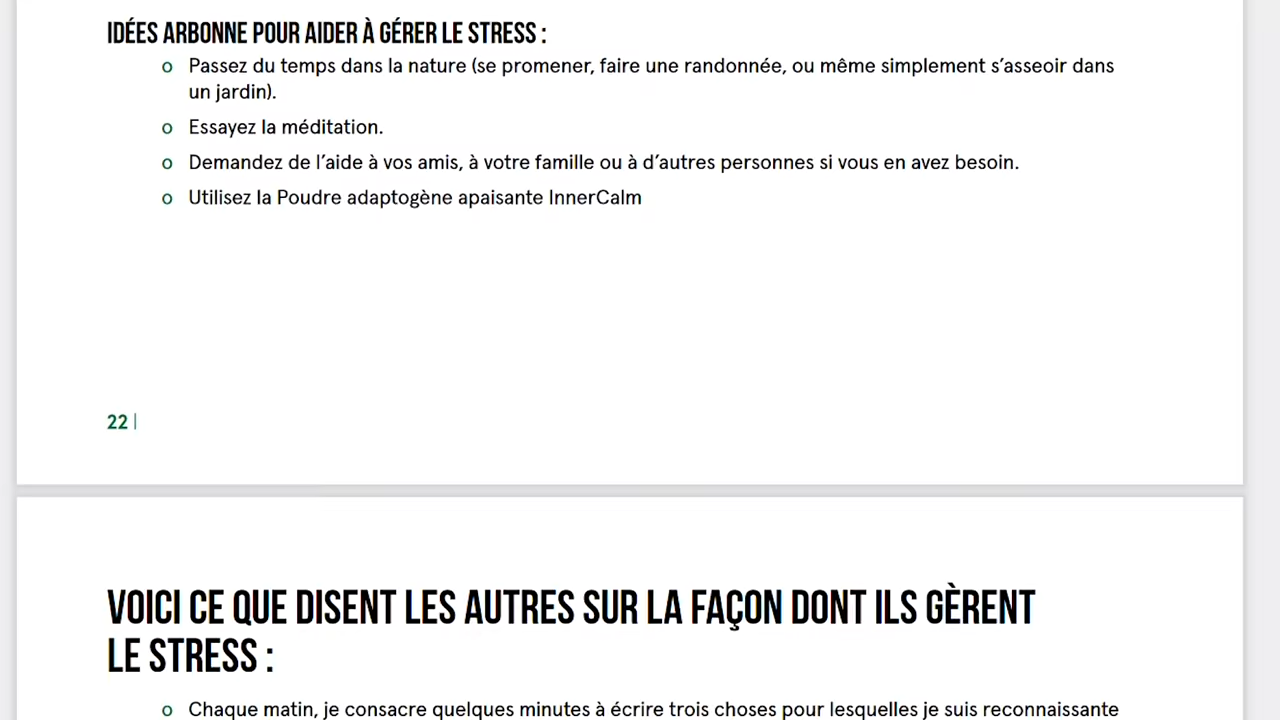 IDÉES ARBONNE POUR AIDER À GÉRER LE STRESS :
o Passez du temps dans la nature (se promener, faire une randonnée, ou même simplement s’asseoir dans
un jardin).
o Essayez la méditation.
o Demandez de l’aide à vos amis, à votre famille ou à d’autres personnes si vous en avez besoin.
o Utilisez la Poudre adaptogène apaisante InnerCalm
22 |
VOICI CE QUE DISENT LES AUTRES SUR LA FAÇON DONT ILS GÈRENT
LE STRESS :
o Chaque matin, je consacre quelques minutes à écrire trois choses pour lesquelles je suis reconnaissante